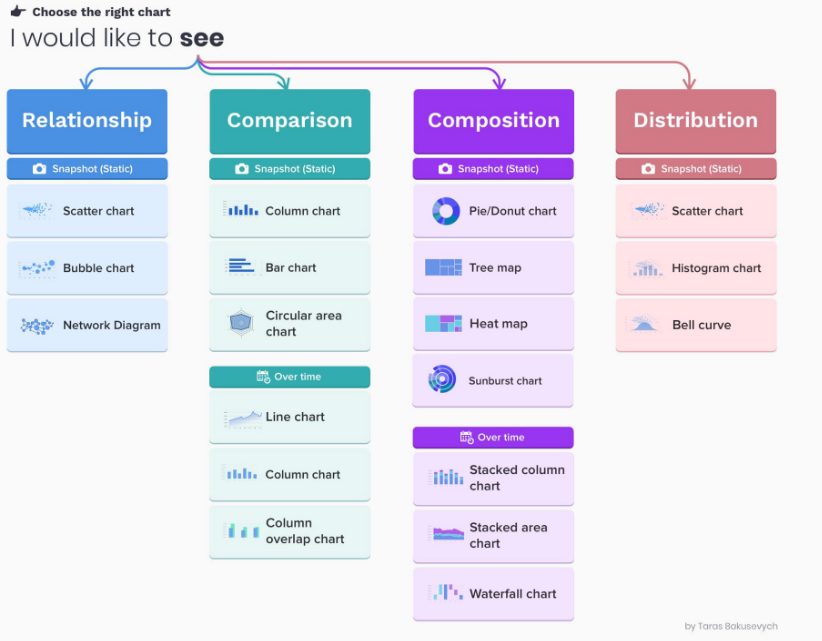 Choose the right chart
I would like to see
Relationship
Snapshot (Static)
Scatter chart
Bubble chart
Network Diagram
Comparison
Snapshot (Static)
Column chart
Bar chart
Circular area
chart
Over time
Line chart
Column chart
Column
overlap chart
Composition
Snapshot (Static)
Pie/Donut chart
Tree map
Heat map
Sunburst chart
Over time
Stacked column
chart
Stacked area
chart
Waterfall chart
Distribution
Snapshot (Static)
Scatter chart
Histogram chart
Bell curve
by Taras Bakusevych